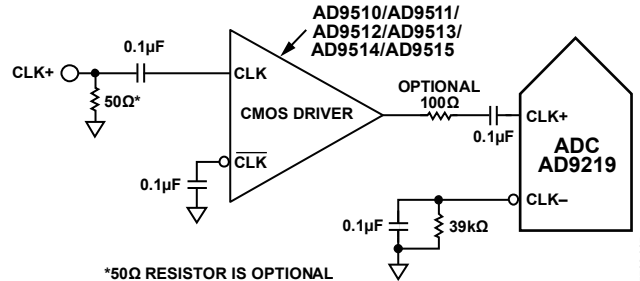 AD9510/AD9511/
AD9512/AD9513/
AD9514/AD9515
0.1µF
CLK+
CLK
50Ω*
CMOS DRIVER
OPTIONAL
100Ω
0.1µF
CLK+
ADC
AD9219
CLK
0.1µF
CLK–
0.1µF
39kΩ
*50Ω RESISTOR IS OPTIONAL